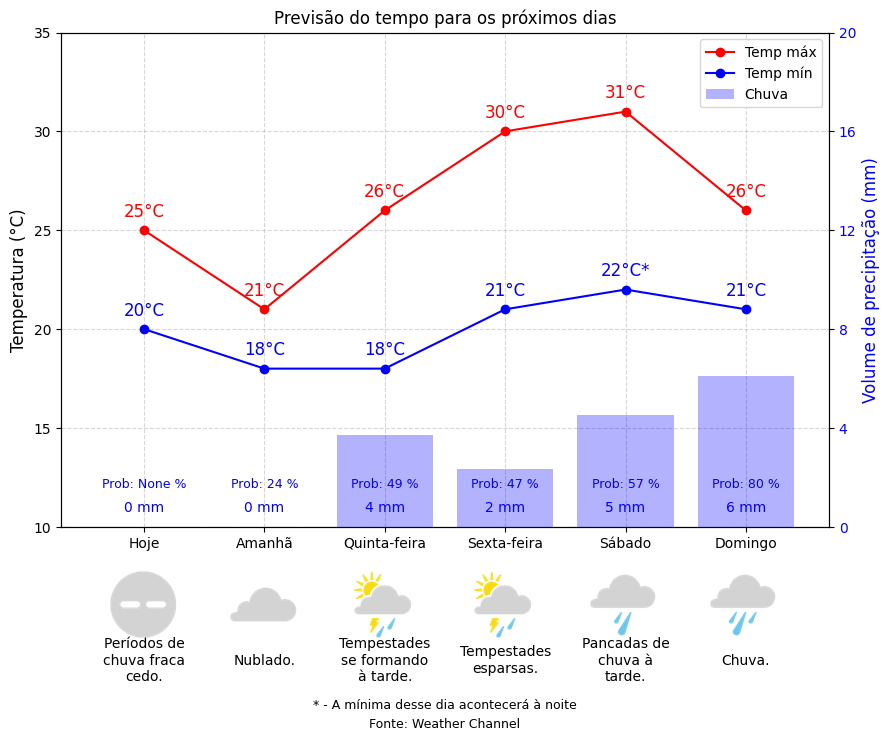 Previsão do tempo para os próximos dias
Temperatura (°C)
Volume de precipitação (mm)
35
30
25
20
15
10
20
16
12
8
4
0
Temp máx
Temp mín
Chuva
25°C
21°C
26°C
30°C
31°C
26°C
20°C
18°C
18°C
21°C
22°C*
21°C
Prob: None %
Prob: 24 %
Prob: 49 %
Prob: 47 %
Prob: 57 %
Prob: 80 %
0 mm
0 mm
4 mm
2 mm
5 mm
6 mm
Hoje
Amanhã
Quinta-feira
Sexta-feira
Sábado
Domingo
Períodos de
chuva fraca
cedo.
Nublado.
Tempestades
se formando
à tarde.
Tempestades
esparsas.
Pancadas de
chuva à
tarde.
Chuva.
* - A mínima desse dia acontecerá à noite
Fonte: Weather Channel